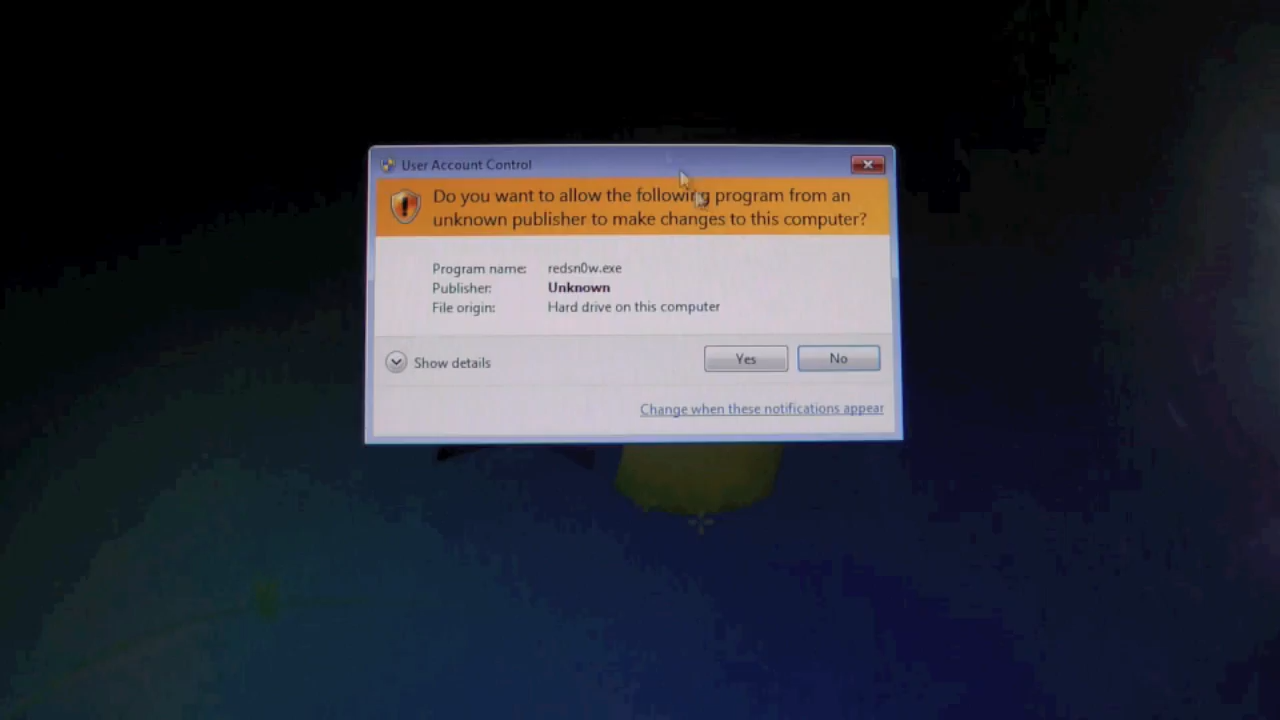 User Account Control
Do you want to allow the following program from an
unknown publisher to make changes to this computer?
Program name: redsn0w.exe
Publisher: Unknown
File origin: Hard drive on this computer
Show details
Yes No
Change when these notifications appear